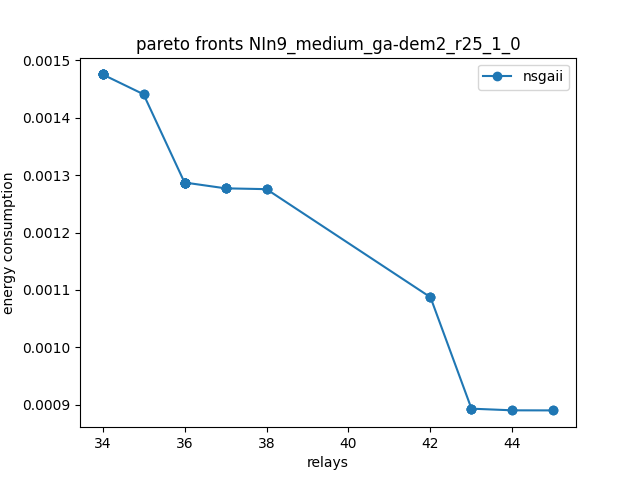 pareto fronts NIn9_medium_ga-dem2_r25_1_0
nsgaii
0.0015
0.0014
0.0013
0.0012
0.0011
0.0010
0.0009
energy consumption
34 36 38 40 42 44
relays